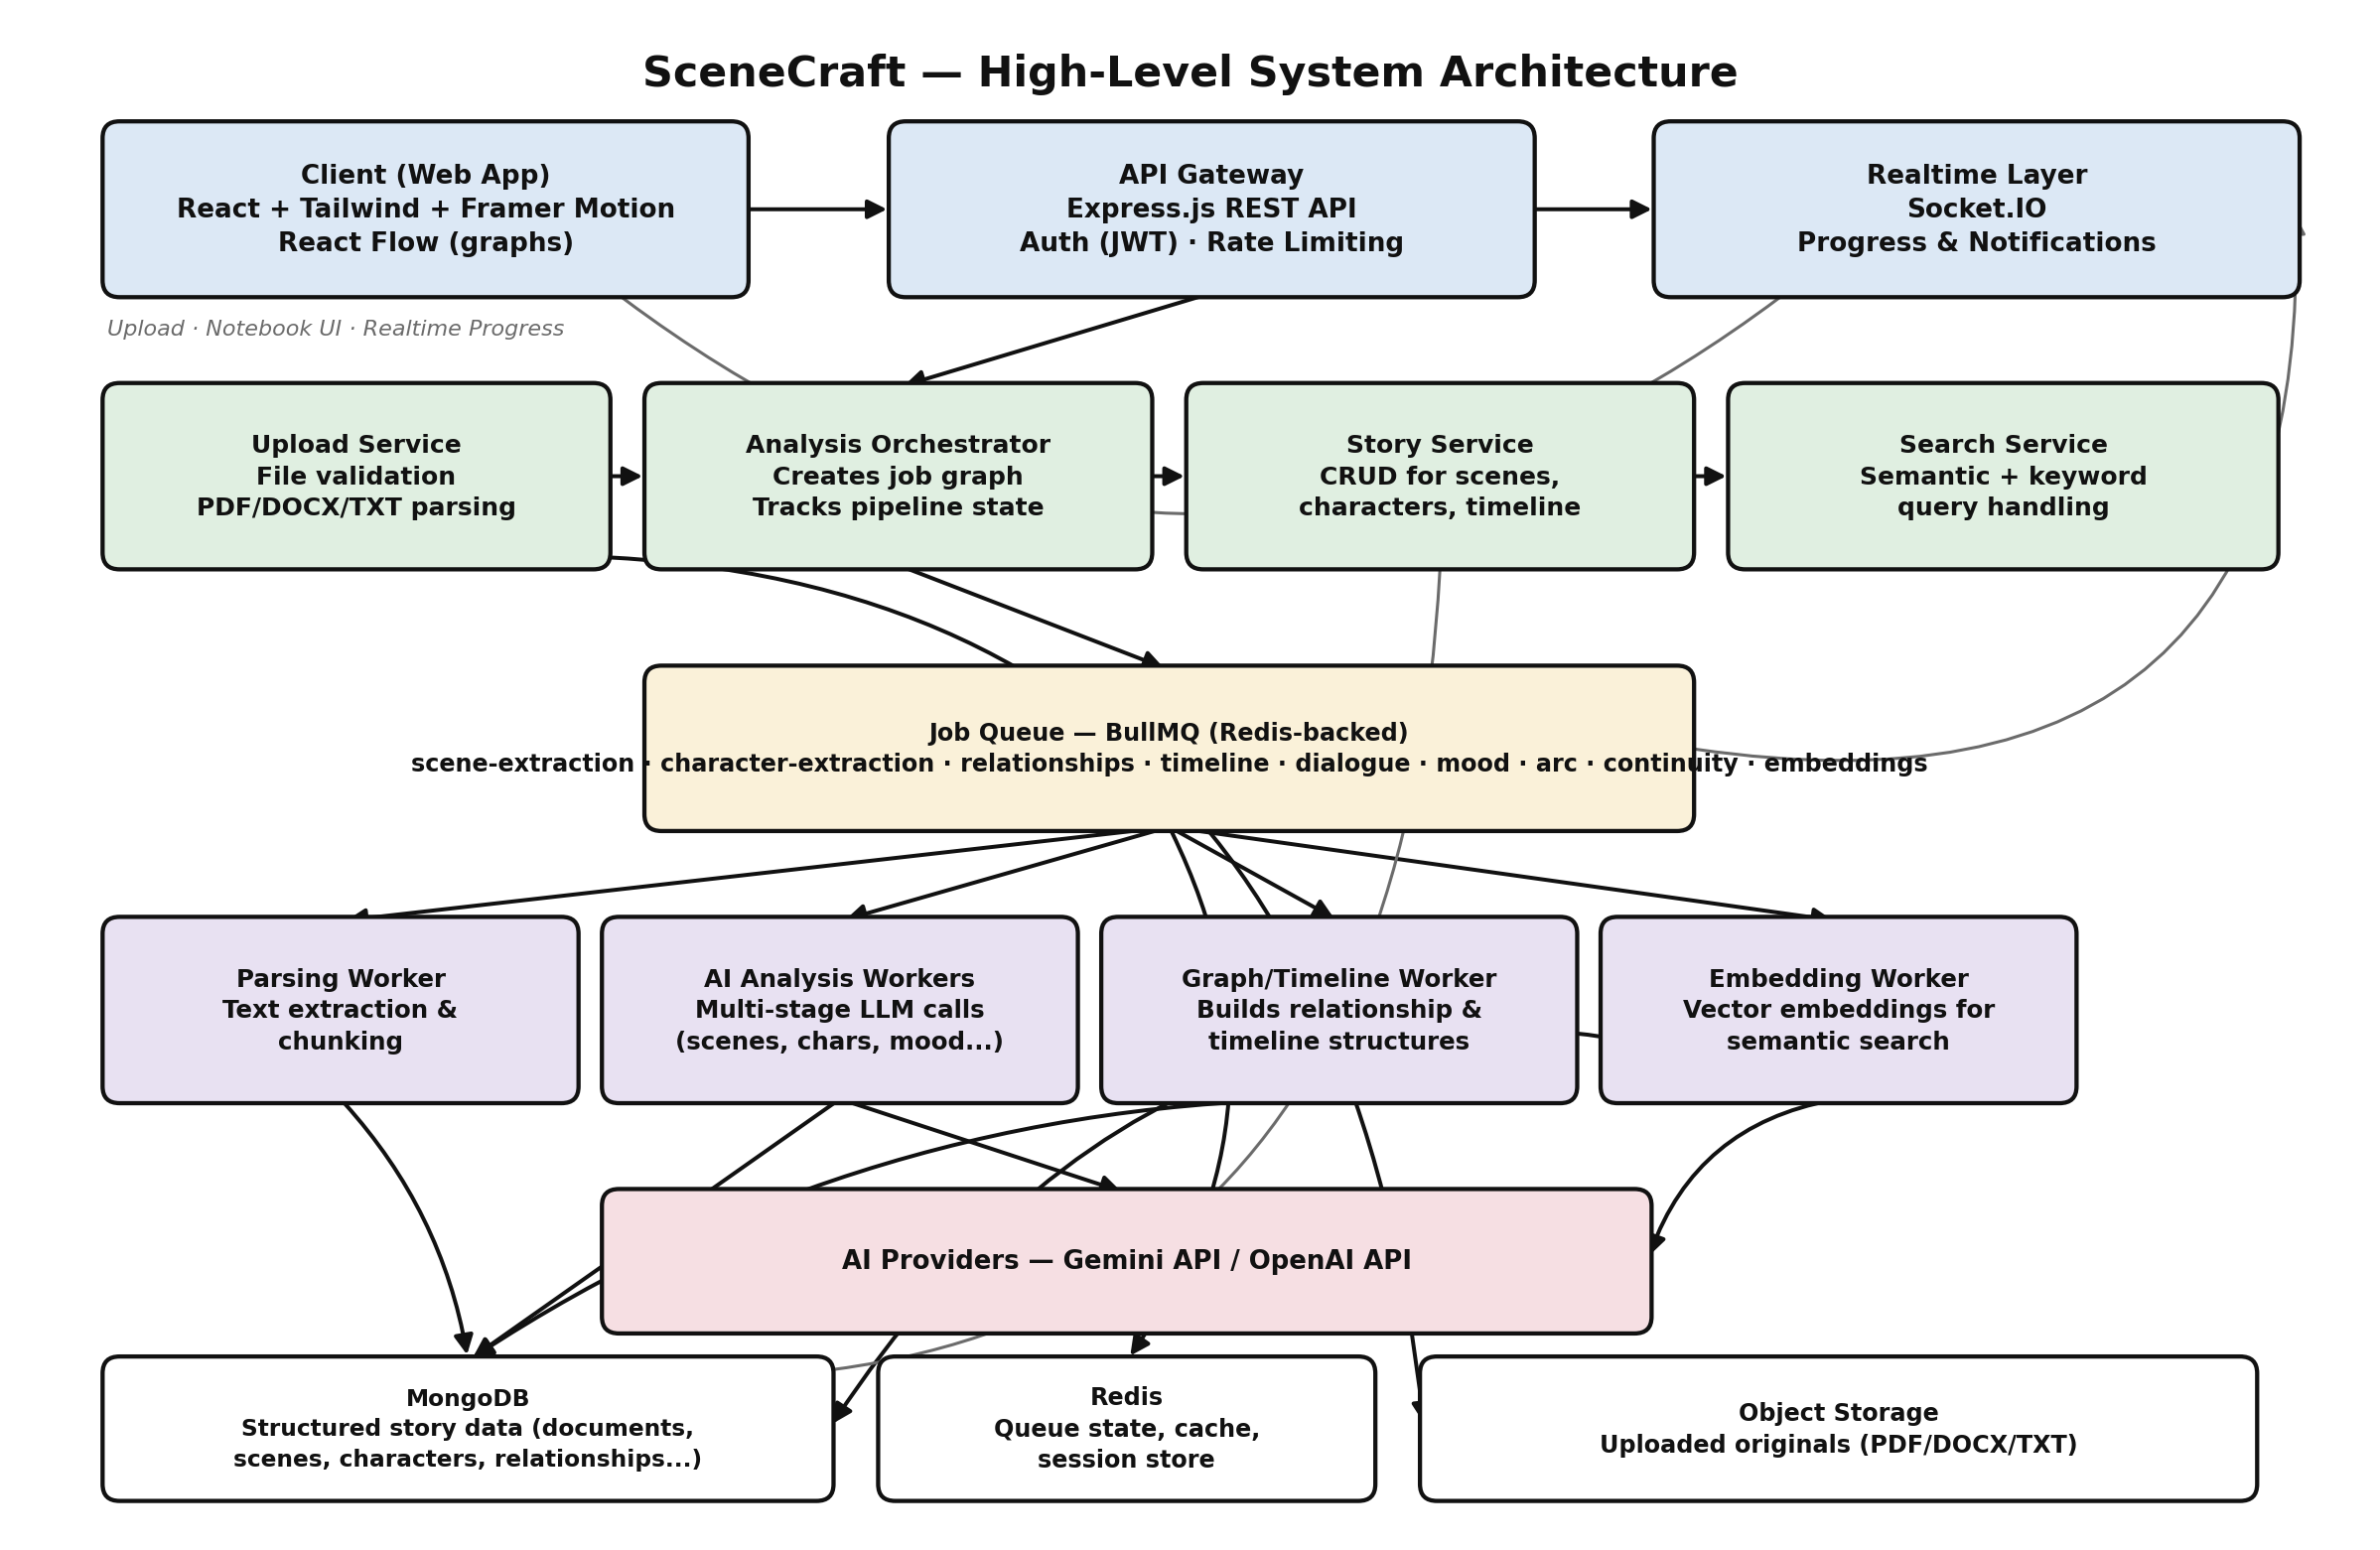 SceneCraft — High-Level System Architecture
Client (Web App)
React + Tailwind + Framer Motion
React Flow (graphs)
API Gateway
Express.js REST API
Auth (JWT) · Rate Limiting
Realtime Layer
Socket.IO
Progress & Notifications
Upload · Notebook UI · Realtime Progress
Upload Service
File validation
PDF/DOCX/TXT parsing
Analysis Orchestrator
Creates job graph
Tracks pipeline state
Story Service
CRUD for scenes,
characters, timeline
Search Service
Semantic + keyword
query handling
Job Queue — BullMQ (Redis-backed)
scene-extraction · character-extraction · relationships · timeline · dialogue · mood · arc · continuity · embeddings
Parsing Worker
Text extraction &
chunking
AI Analysis Workers
Multi-stage LLM calls
(scenes, chars, mood...)
Graph/Timeline Worker
Builds relationship &
timeline structures
Embedding Worker
Vector embeddings for
semantic search
AI Providers — Gemini API / OpenAI API
MongoDB
Structured story data (documents,
scenes, characters, relationships...)
Redis
Queue state, cache,
session store
Object Storage
Uploaded originals (PDF/DOCX/TXT)